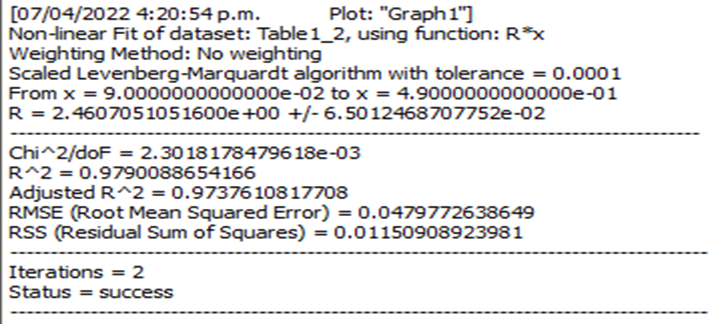 [07/04/2022 4:20:54 p.m. Plot: "Graph1"]
Non-linear Fit of dataset: Table1_2, using function: R*x
Weighting Method: No weighting
Scaled Levenberg-Marquardt algorithm with tolerance = 0.0001
From x = 9.0000000000000e-02 to x = 4.9000000000000e-01
R = 2.4607051051600e+00 +/- 6.5012468707752e-02
--------------------------------------------------------------------------------------
Chi^2/doF = 2.3018178479618e-03
R^2 = 0.9790088654166
Adjusted R^2 = 0.9737610817708
RMSE (Root Mean Squared Error) = 0.0479772638649
RSS (Residual Sum of Squares) = 0.01150908923981
---------------------------------------------------------------------------------------
Iterations = 2
Status = success
---------------------------------------------------------------------------------------